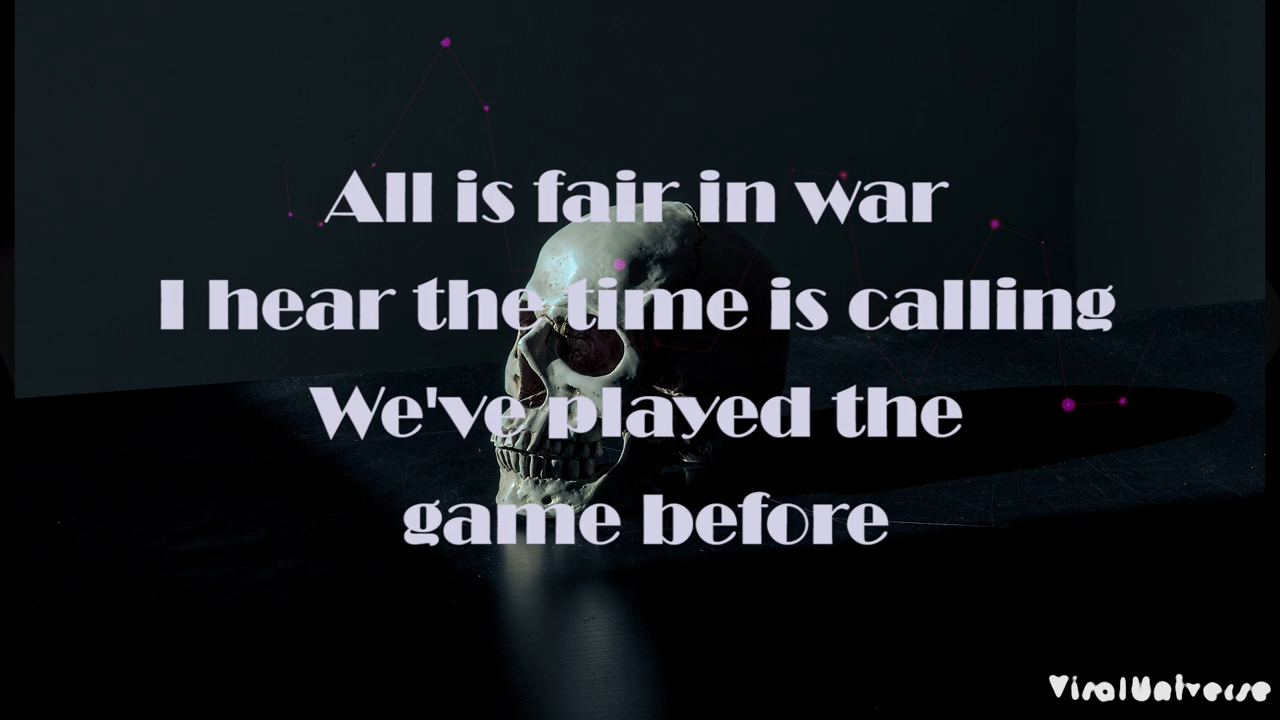 All is fair in war
I hear the time is calling
We've played the
game before
ViralUniverse